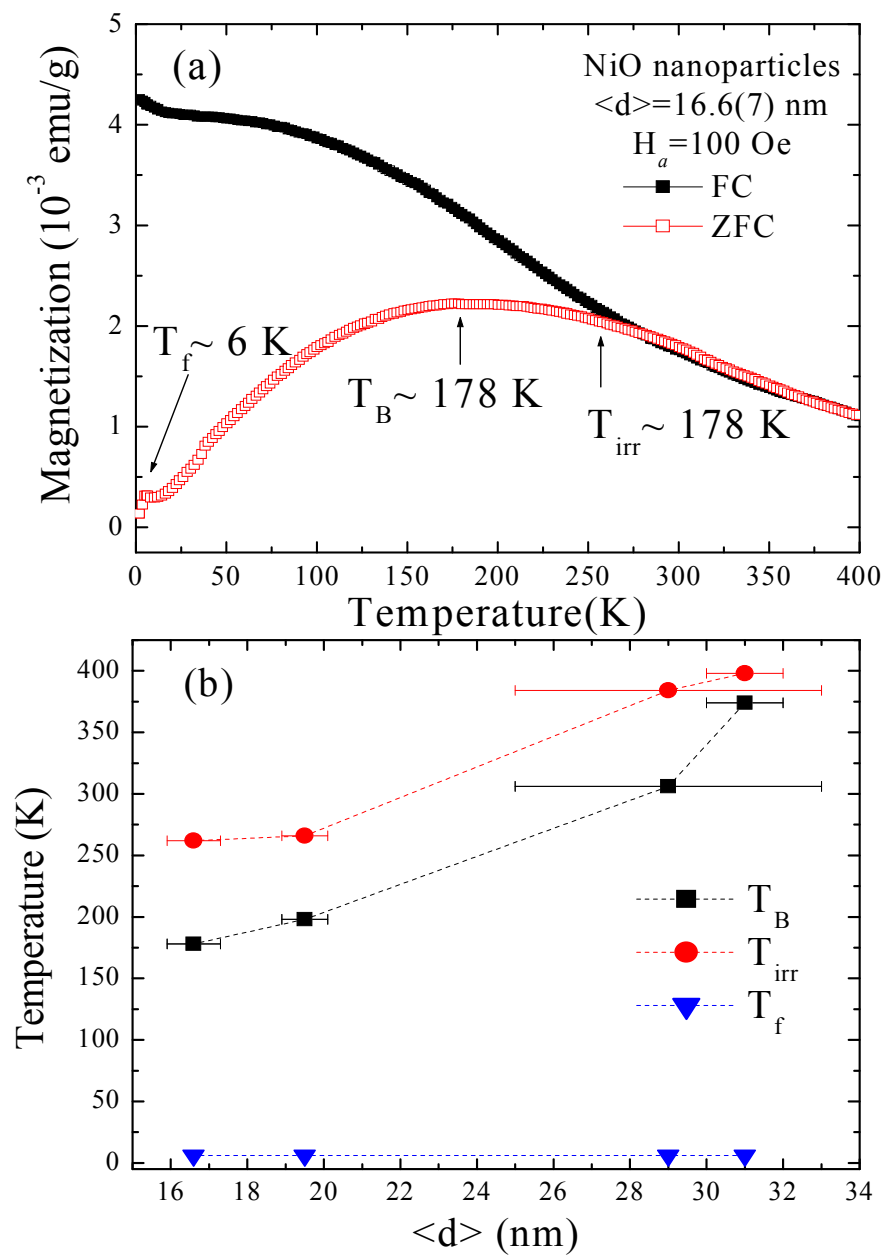 (a)
NiO nanoparticles
<d>=16.6(7) nm
H_a=100 Oe
FC
ZFC
T_f~ 6 K
T_B~ 178 K
T_irr~ 178 K
Magnetization (10^-3 emu/g)
5
4
3
2
1
0
0 50 100 150 200 250 300 350 400
Temperature(K)
(b)
Temperature (K)
400
350
300
250
200
150
100
50
0
T_B
T_irr
T_f
16 18 20 22 24 26 28 30 32 34
<d> (nm)